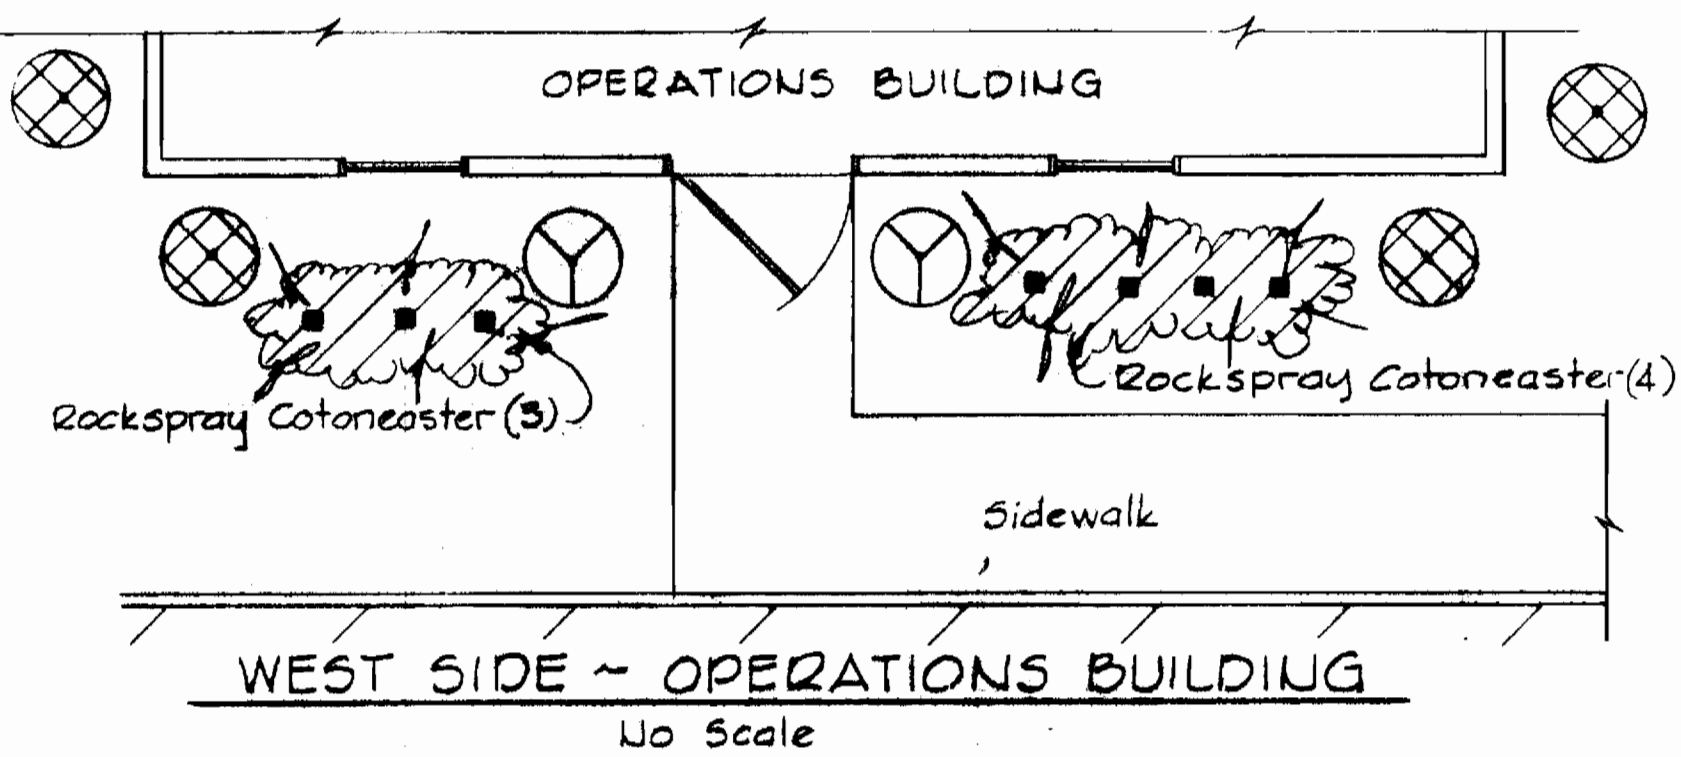 OPERATIONS BUILDING
Rockspray Cotoneaster (4)
Rockspray Cotoneaster (3)
Sidewalk
WEST SIDE ~ OPERATIONS BUILDING
No Scale